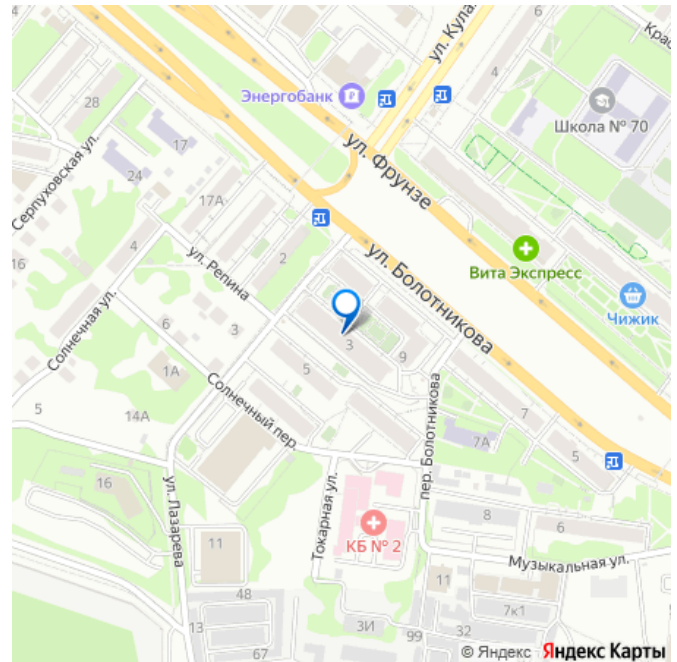 6
ул. Кула
Крас
4
Энергобанк
28
Школа № 70
17
ул. Фрунзе
Серпуховская ул.
24
17А
16
4
ул. Репина
2
ул. Болотникова
Вита Экспресс
Чижик
Солнечная ул.
6
3
3
9
1А
5
Солнечный пер.
5
14А
7
пер. Болотникова
7А
5
16
ул. Лазарева
Токарная ул.
КБ № 2
8
6
11
Музыкальная ул.
11
48
7к1
13
3И
99
32
67
© Яндекс Яндекс Карты